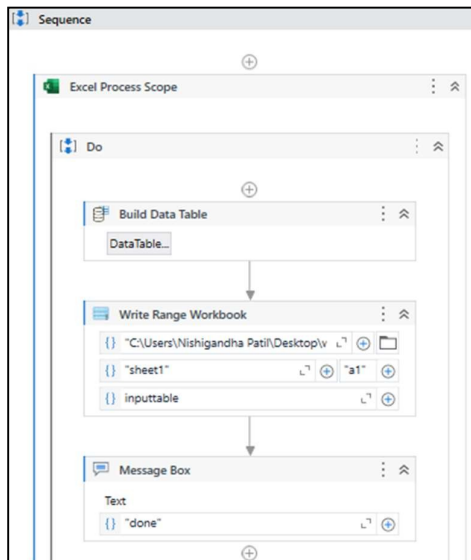 Sequence
Excel Process Scope
Do
Build Data Table
DataTable...
Write Range Workbook
{} "C:\Users\Nishigandha Patil\Desktop\v
{} "sheet1" "a1"
{} inputtable
Message Box
Text
{} "done"